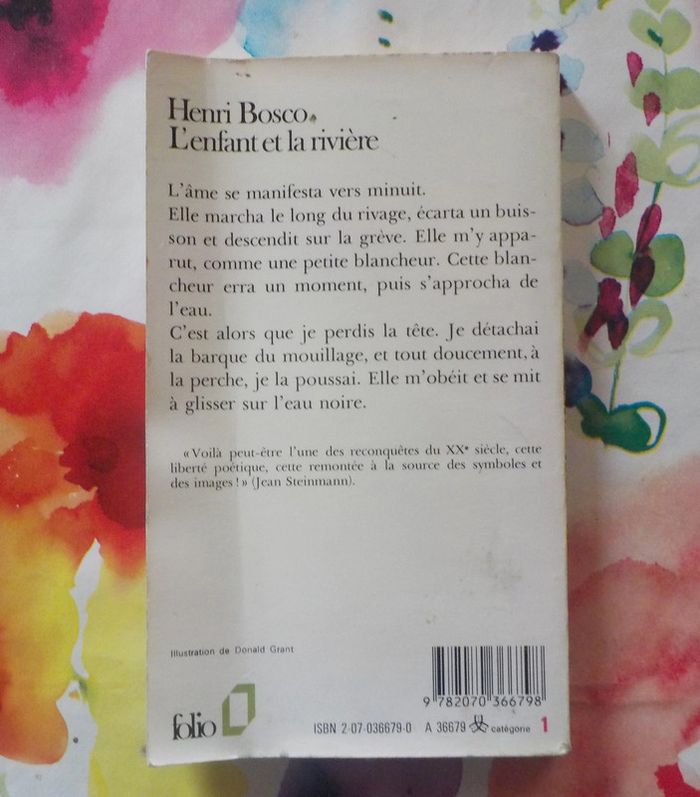 Henri Bosco
L'enfant et la rivière
L'âme se manifesta vers minuit.
Elle marcha le long du rivage, écarta un buis-
son et descendit sur la grève. Elle m'y appa-
rut, comme une petite blancheur. Cette blan-
cheur erra un moment, puis s'approcha de
l'eau.
C'est alors que je perdis la tête. Je détachai
la barque du mouillage, et tout doucement, à
la perche, je la poussai. Elle m'obéit et se mit
à glisser sur l'eau noire.
« Voilà peut-être l'une des reconquêtes du XXe siècle, cette
liberté poétique, cette remontée à la source des symboles et
des images ! » (Jean Steinmann).
Illustration de Donald Grant
9 782070 366798
folio
ISBN 2-07-036679-0 A 36679 catégorie 1